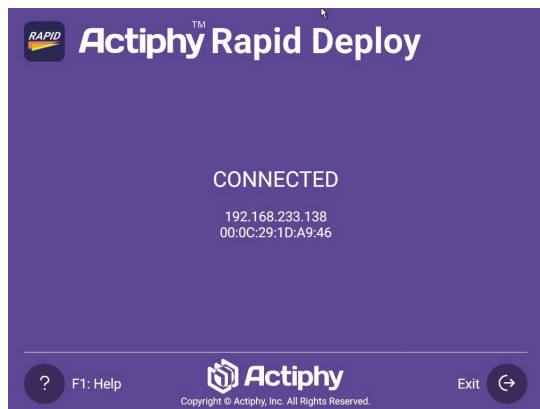 RAPID
Actiphy™ Rapid Deploy
CONNECTED
192.168.233.138
00:0C:29:1D:A9:46
? F1: Help
Actiphy
Exit
Copyright © Actiphy, Inc. All Rights Reserved.